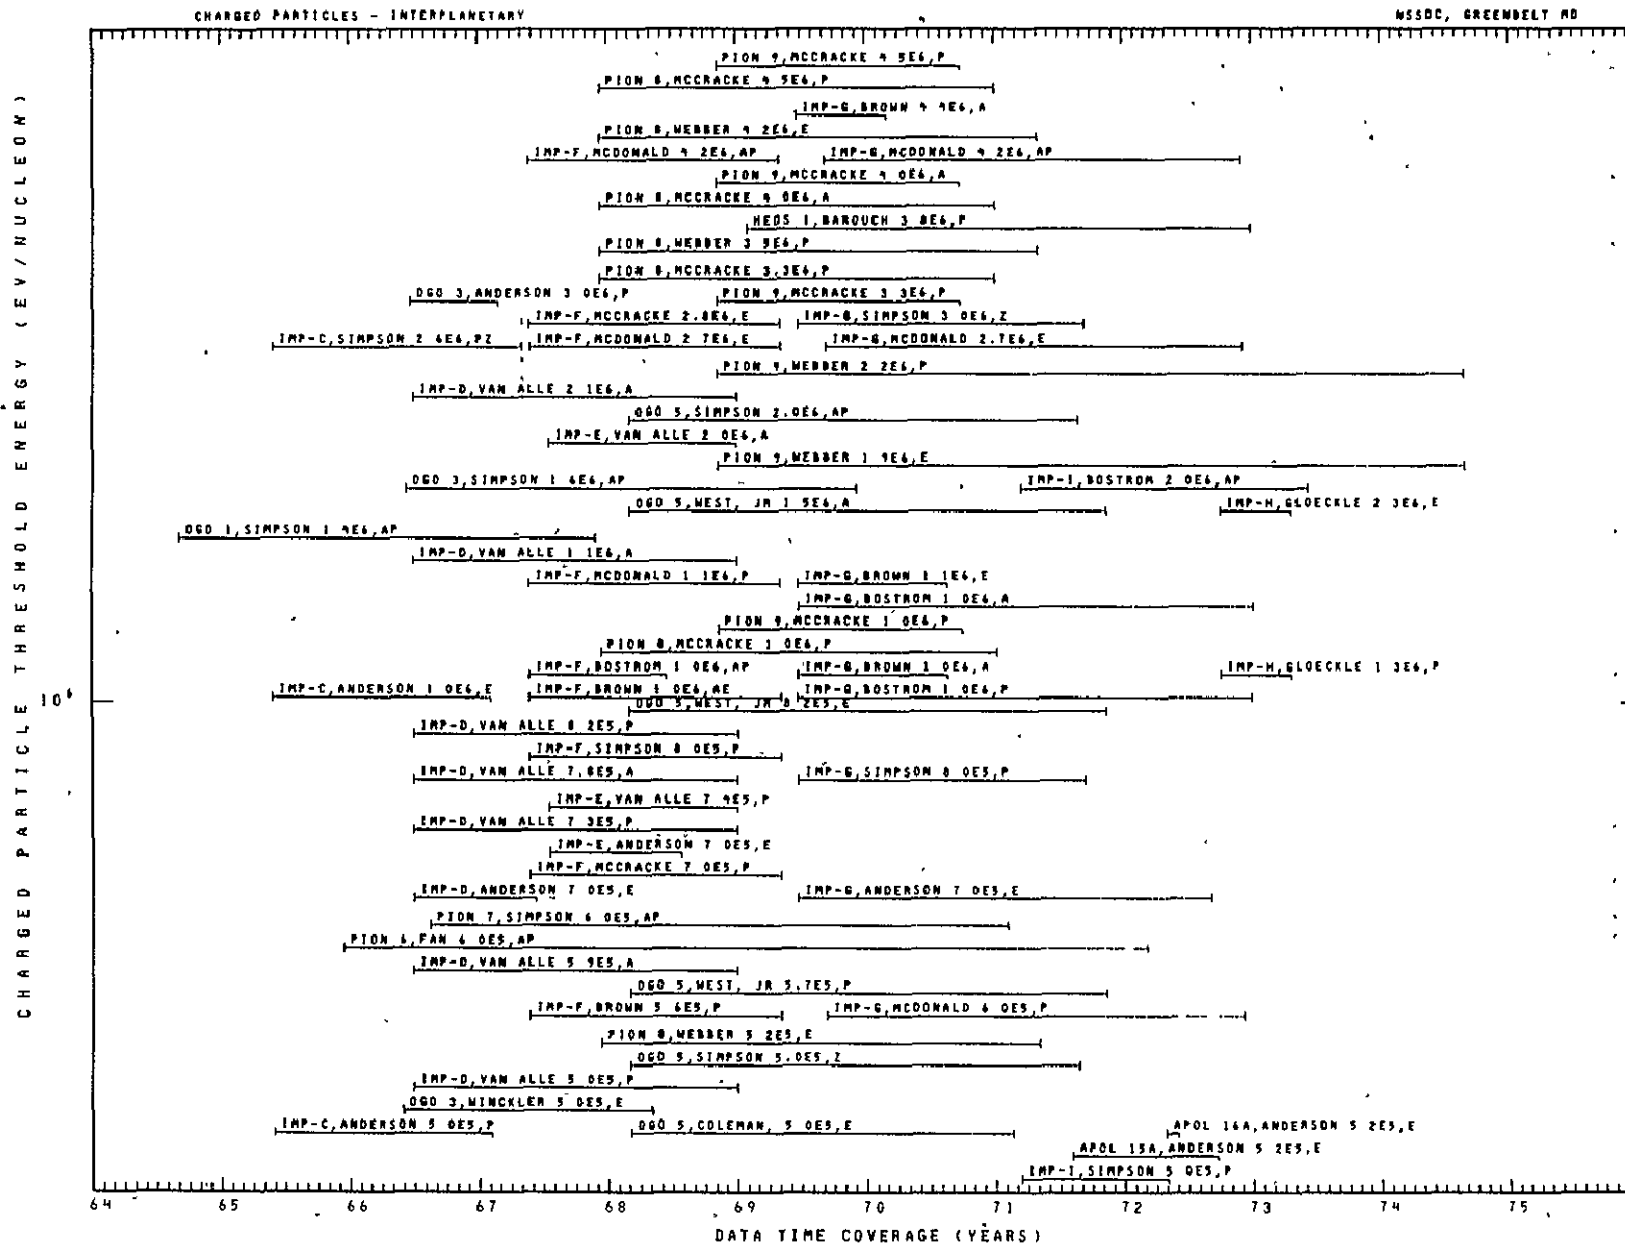 CHARGED PARTICLES - INTERPLANETARY NSSDC, GREENBELT MD
PION 9,MCCRACKE 4 5E6,P
PION 8,MCCRACKE 4 5E6,P
IMP-G,BROWN 4 4E6,A
PION 8,WEBBER 4 2E6,E
IMP-F,MCDONALD 4 2E6,AP IMP-G,MCDONALD 4 2E6,AP
PION 9,MCCRACKE 4 0E6,A
PION 8,MCCRACKE 4 0E6,A
HEOS 1,BAROUCH 3 8E6,P
PION 8,WEBBER 3 5E6,P
PION 8,MCCRACKE 3.3E6,P
OGO 3,ANDERSON 3 0E6,P PION 9,MCCRACKE 3 3E6,P
IMP-F,MCCRACKE 2.8E6,E IMP-G,SIMPSON 3 0E6,Z
IMP-C,SIMPSON 2 6E6,PZ IMP-F,MCDONALD 2 7E6,E IMP-G,MCDONALD 2.7E6,E
PION 9,WEBBER 2 2E6,P
IMP-D,VAN ALLE 2 1E6,A
OGO 5,SIMPSON 2.0E6,AP
IMP-E,VAN ALLE 2 0E6,A
PION 9,WEBBER 1 9E6,E
OGO 3,SIMPSON 1 6E6,AP IMP-I,BOSTROM 2 0E6,AP
OGO 5,WEST, JR 1 5E6,A IMP-H,GLOECKLE 2 3E6,E
OGO 1,SIMPSON 1 4E6,AP
IMP-D,VAN ALLE 1 1E6,A
IMP-F,MCDONALD 1 1E6,P IMP-G,BROWN 1 1E6,E
IMP-G,BOSTROM 1 0E6,A
PION 9,MCCRACKE 1 0E6,P
PION 8,MCCRACKE 1 0E6,P
IMP-F,BOSTROM 1 0E6,AP IMP-G,BROWN 1 0E6,A IMP-H,GLOECKLE 1 3E6,P
10⁶ IMP-C,ANDERSON 1 0E6,E IMP-F,BROWN 1 0E6,AE IMP-G,BOSTROM 1 0E6,P
OGO 5,WEST, JR 8 2E5,E
IMP-D,VAN ALLE 8 2E5,P
IMP-F,SIMPSON 8 0E5,P
IMP-D,VAN ALLE 7.8E5,A IMP-G,SIMPSON 8 0E5,P
IMP-E,VAN ALLE 7 4E5,P
IMP-D,VAN ALLE 7 3E5,P
IMP-E,ANDERSON 7 0E5,E
IMP-F,MCCRACKE 7 0E5,P
IMP-D,ANDERSON 7 0E5,E IMP-G,ANDERSON 7 0E5,E
PION 7,SIMPSON 6 0E5,AP
PION 6,FAN 6 0E5,AP
IMP-D,VAN ALLE 5 9E5,A
OGO 5,WEST, JR 5.7E5,P
IMP-F,BROWN 5 6E5,P IMP-G,MCDONALD 6 0E5,P
PION 8,WEBBER 5 2E5,E
OGO 5,SIMPSON 5.0E5,Z
IMP-D,VAN ALLE 5 0E5,P
OGO 3,WINCKLER 5 0E5,E
IMP-C,ANDERSON 5 0E5,P OGO 5,COLEMAN, 5 0E5,E APOL 16A,ANDERSON 5 2E5,E
APOL 15A,ANDERSON 5 2E5,E
IMP-I,SIMPSON 5 0E5,P
64 65 66 67 68 69 70 71 72 73 74 75
DATA TIME COVERAGE (YEARS)
CHARGED PARTICLE THRESHOLD ENERGY (EV/NUCLEON)